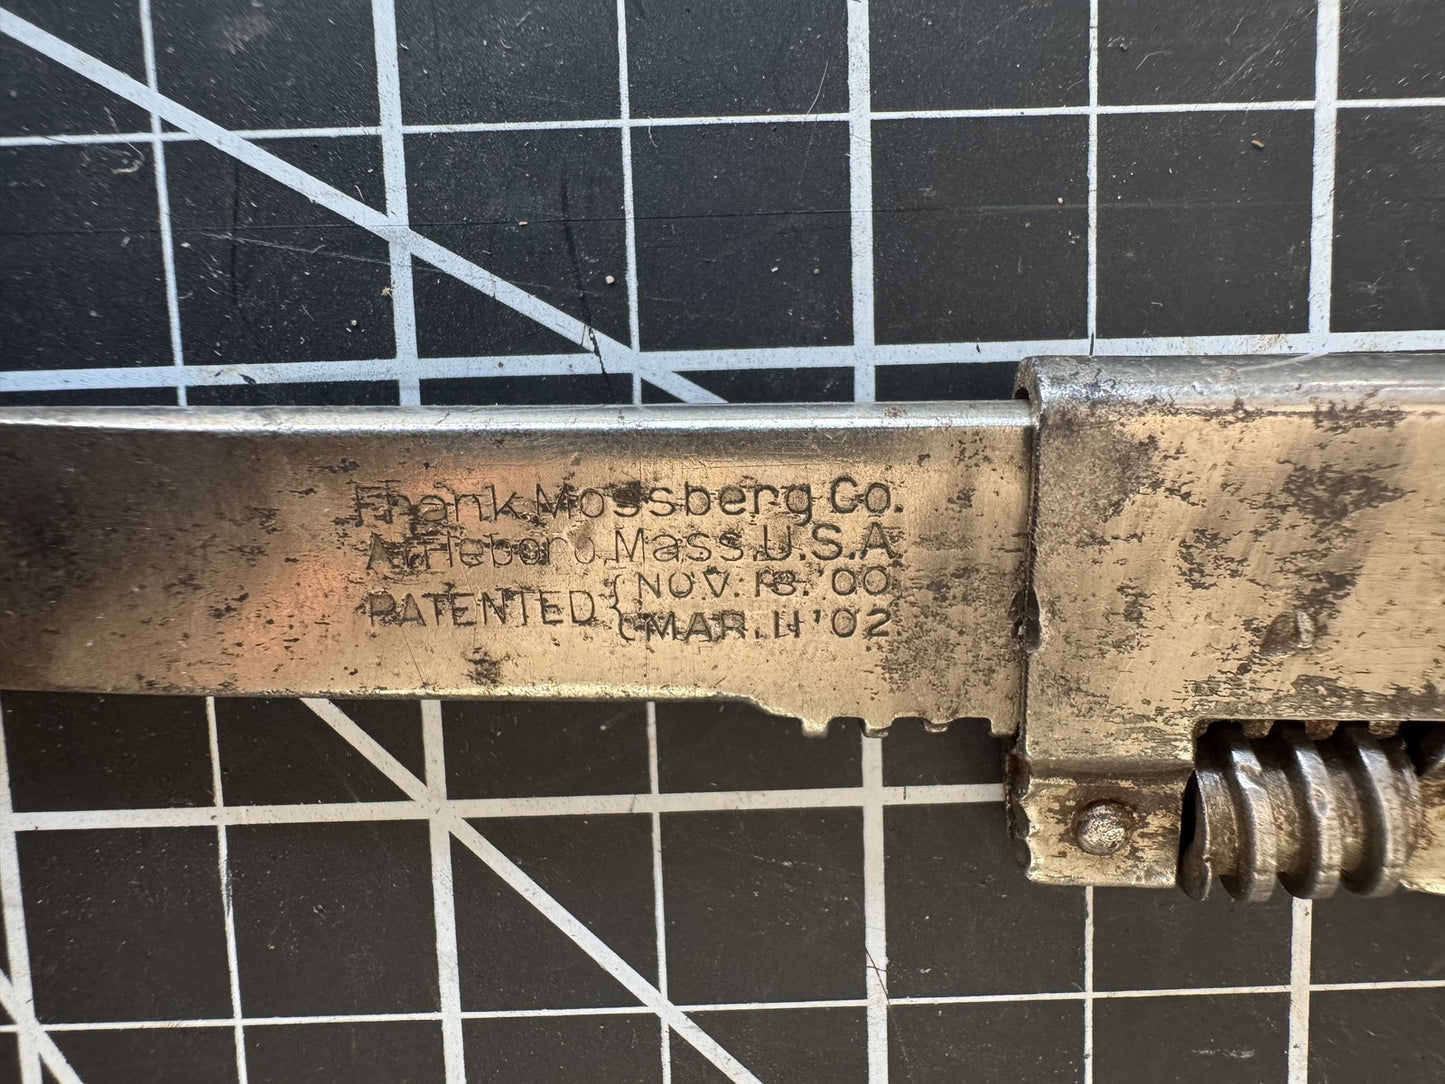 Frank Mossberg Co.
Attleboro, Mass. U.S.A.
PATENTED { NOV. 13. '00
{ MAR. 11 '02